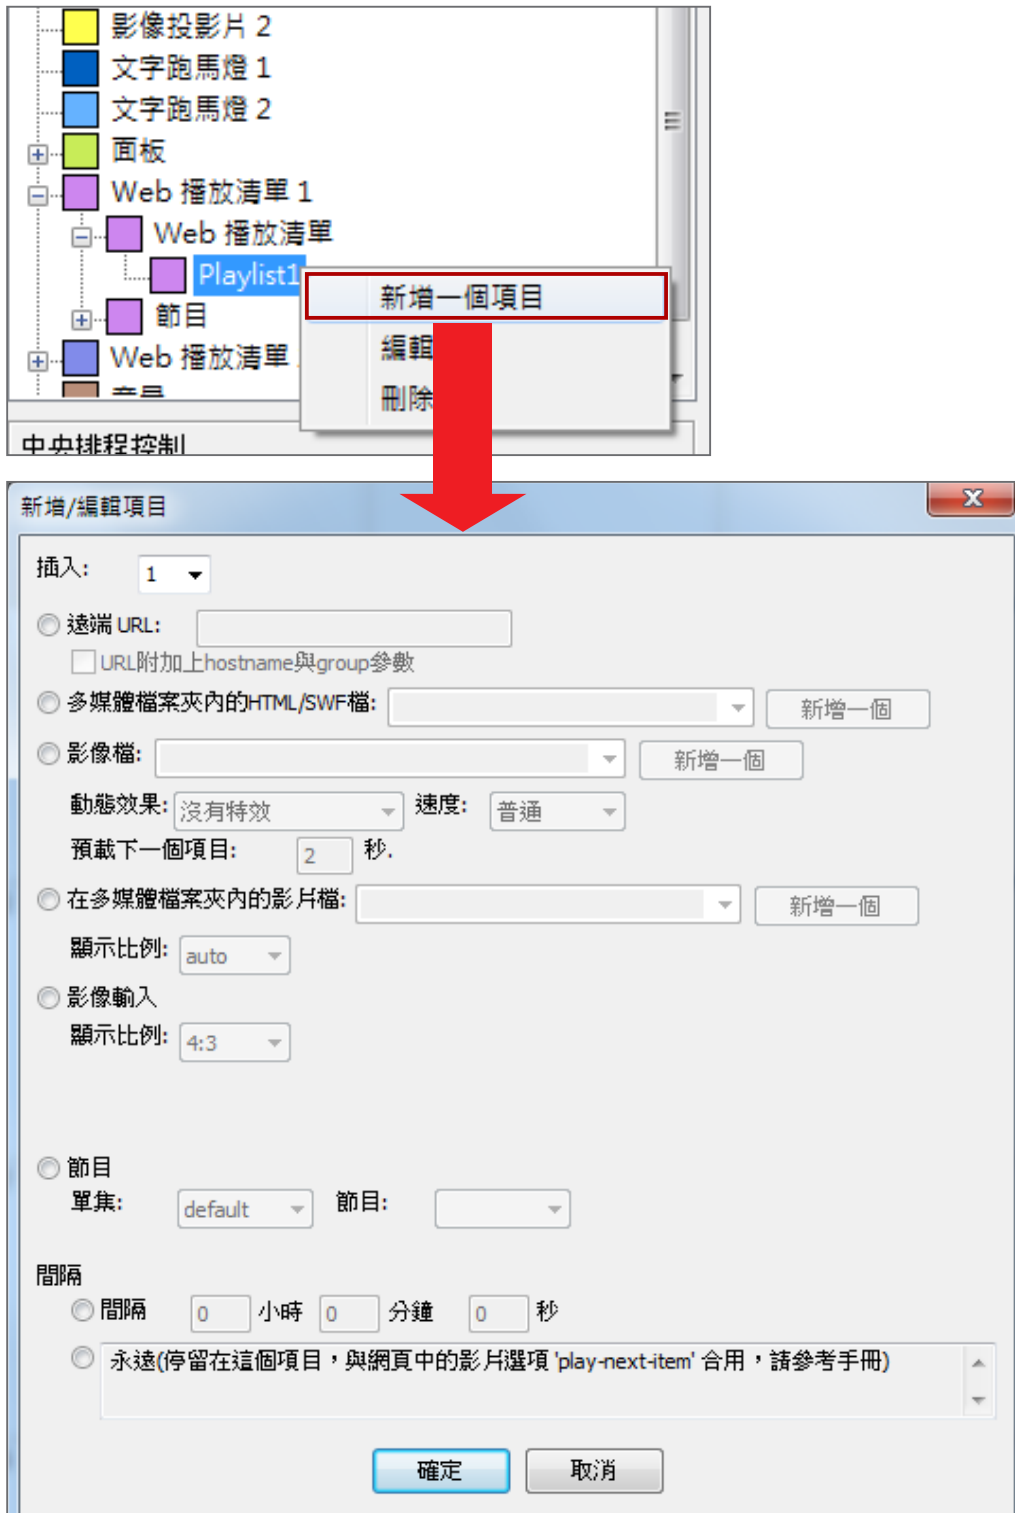 影像投影片 2
文字跑馬燈 1
文字跑馬燈 2
面板
Web 播放清單 1
Web 播放清單
Playlist1
新增一個項目
節目
編輯
Web 播放清單
刪除
音量
中央排程控制
新增/編輯項目
插入: 1
遠端 URL:
URL附加上hostname與group參數
多媒體檔案夾內的HTML/SWF檔: 新增一個
影像檔: 新增一個
動態效果: 沒有特效 速度: 普通
預載下一個項目: 2 秒.
在多媒體檔案夾內的影片檔: 新增一個
顯示比例: auto
影像輸入
顯示比例: 4:3
節目
單集: default 節目:
間隔
間隔 0 小時 0 分鐘 0 秒
永遠(停留在這個項目，與網頁中的影片選項 'play-next-item' 合用，請參考手冊)
確定 取消